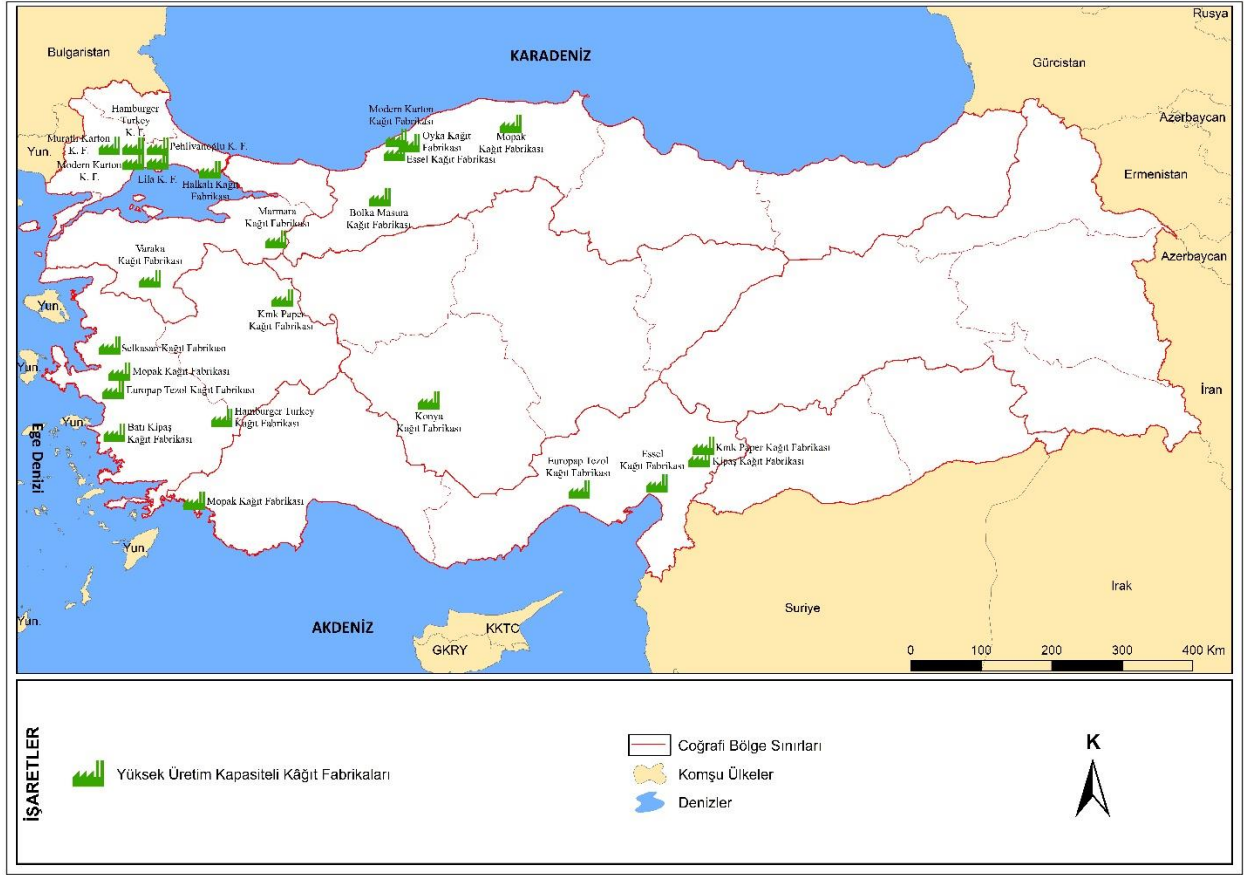 Rusya
Bulgaristan
KARADENİZ
Gürcistan
Hamburger
Turkey
K. F.
Modern Karton
Kağıt Fabrikası
Mopak
Kağıt Fabrikası
Azerbaycan
Muratlı Karton
K. F.
Pehlivanoğlu K. F.
Oyka Kağıt
Fabrikası
Essel Kağıt Fabrikası
Yun.
Modern Karton
K. F.
Lila K. F.
Halkalı Kağıt
Fabrikası
Ermenistan
Marmara
Kağıt Fabrikası
Bolka Masura
Kağıt Fabrikası
Varaka
Kağıt Fabrikası
Azerbaycan
Yun.
Kmk Paper
Kağıt Fabrikası
Selkasan Kağıt Fabrikası
Yun.
Mopak Kağıt Fabrikası
Europap Tezol Kağıt Fabrikası
İran
Konya
Kağıt Fabrikası
Hamburger Turkey
Kağıt Fabrikası
Yun.
Batı Kipaş
Kağıt Fabrikası
Ege Denizi
Kmk Paper Kağıt Fabrikası
Kipaş Kağıt Fabrikası
Europap Tezol
Kağıt Fabrikası
Essel
Kağıt Fabrikası
Mopak Kağıt Fabrikası
Yun.
Irak
Suriye
Yun.
AKDENİZ
KKTC
GKRY
0 100 200 300 400 Km
İŞARETLER
Yüksek Üretim Kapasiteli Kâğıt Fabrikaları
Coğrafi Bölge Sınırları
Komşu Ülkeler
Denizler
K